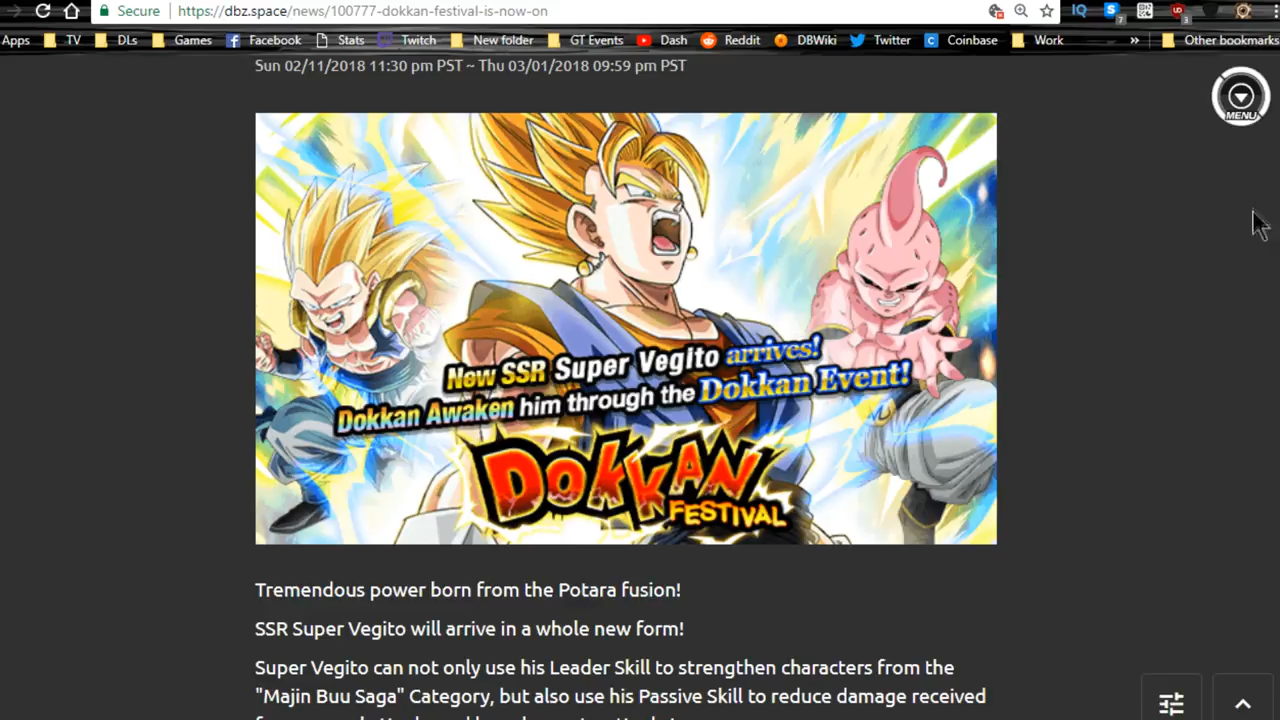 Secure https://dbz.space/news/100777-dokkan-festival-is-now-on
IQ 7 3
Apps TV DLs Games Facebook Stats Twitch New folder GT Events Dash Reddit DBWiki Twitter Coinbase Work » Other bookmarks
Sun 02/11/2018 11:30 pm PST ~ Thu 03/01/2018 09:59 pm PST
MENU
New SSR Super Vegito arrives!
Dokkan Awaken him through the Dokkan Event!
DOKKAN
FESTIVAL
Tremendous power born from the Potara fusion!
SSR Super Vegito will arrive in a whole new form!
Super Vegito can not only use his Leader Skill to strengthen characters from the
"Majin Buu Saga" Category, but also use his Passive Skill to reduce damage received